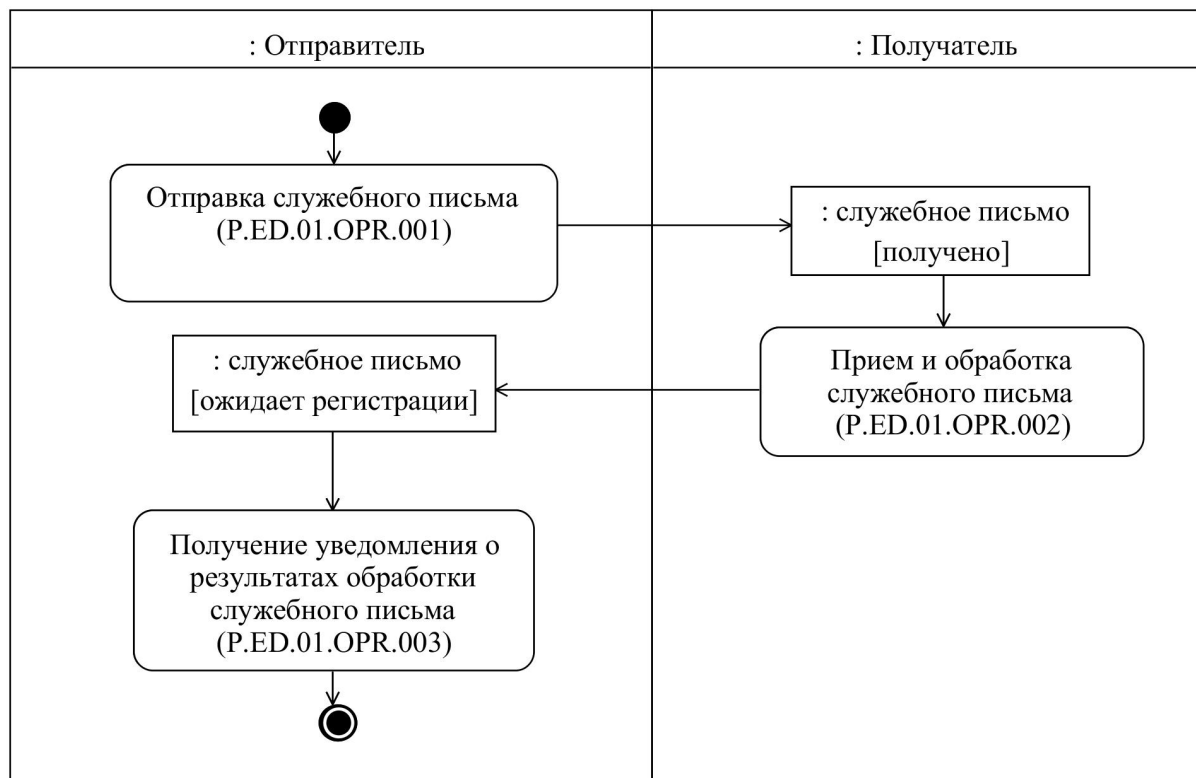 : Отправитель
: Получатель
Отправка служебного письма
(P.ED.01.OPR.001)
: служебное письмо
[получено]
: служебное письмо
[ожидает регистрации]
Прием и обработка
служебного письма
(P.ED.01.OPR.002)
Получение уведомления о
результатах обработки
служебного письма
(P.ED.01.OPR.003)